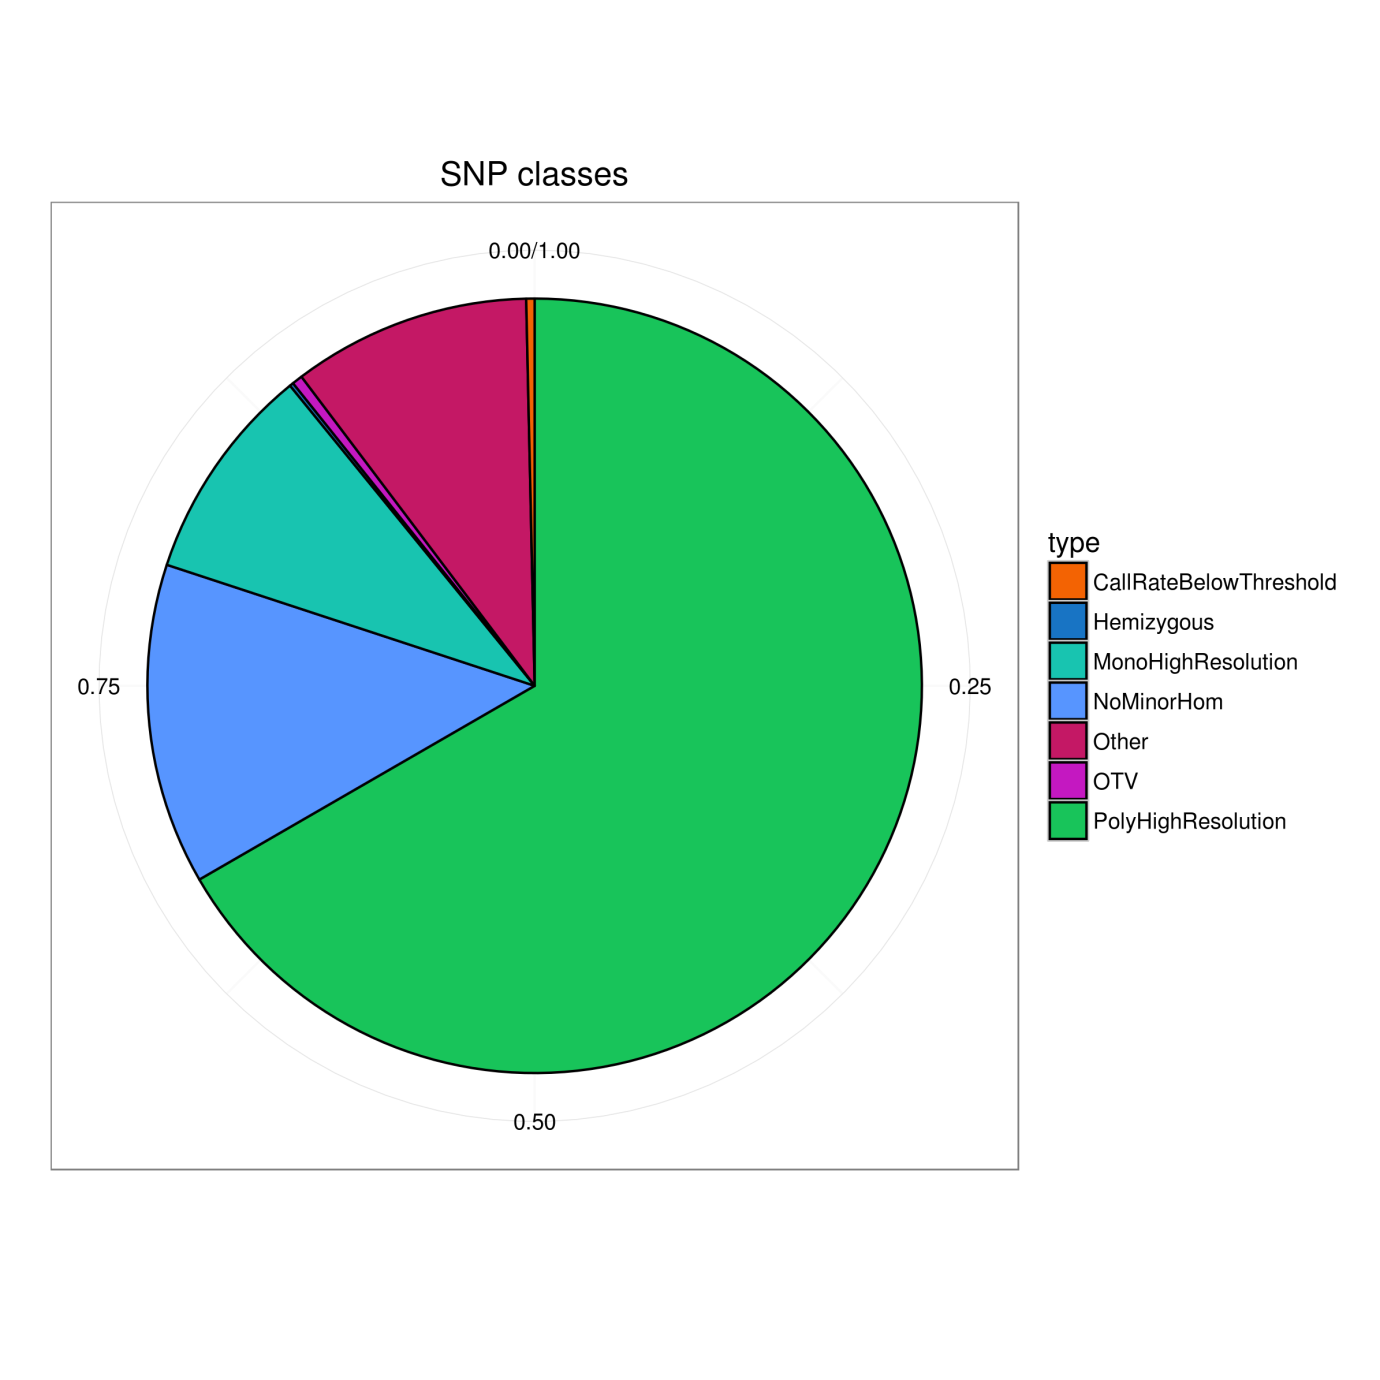 SNP classes
0.00/1.00
0.75
0.25
0.50
type
CallRateBelowThreshold
Hemizygous
MonoHighResolution
NoMinorHom
Other
OTV
PolyHighResolution